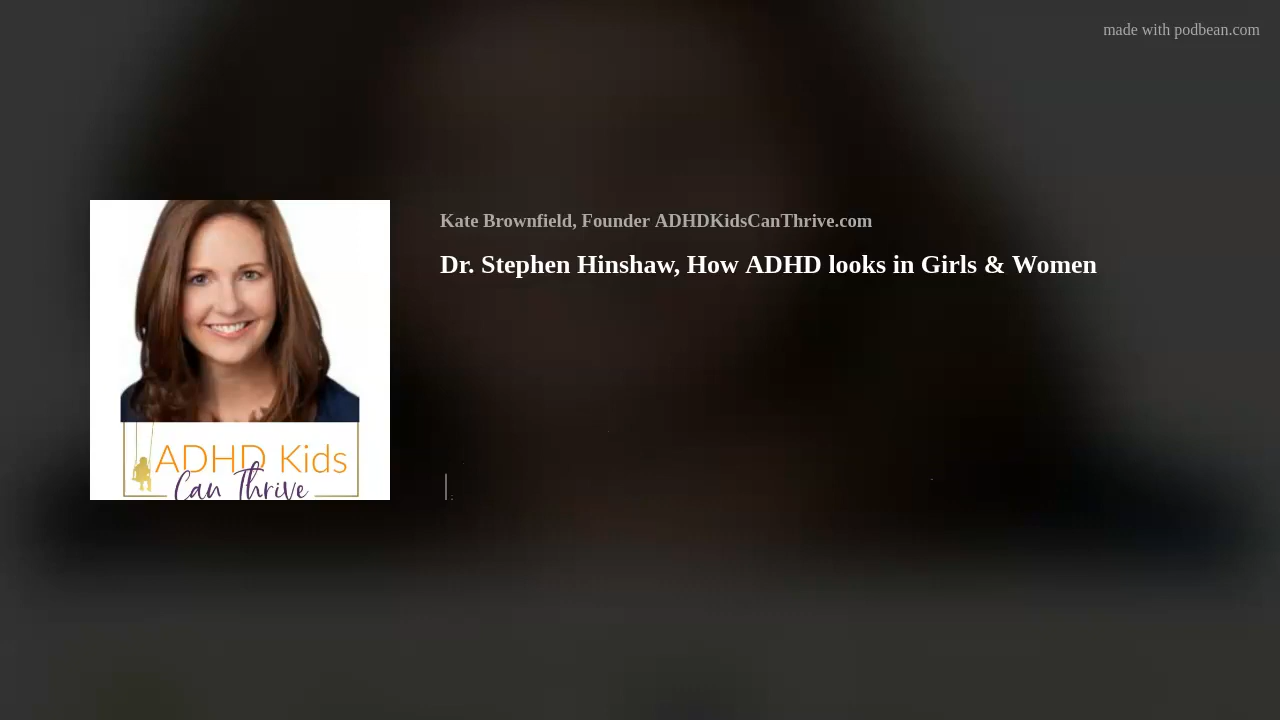 made with podbean.com
Kate Brownfield, Founder ADHDKidsCanThrive.com
Dr. Stephen Hinshaw, How ADHD looks in Girls & Women
ADHD Kids
Can Thrive